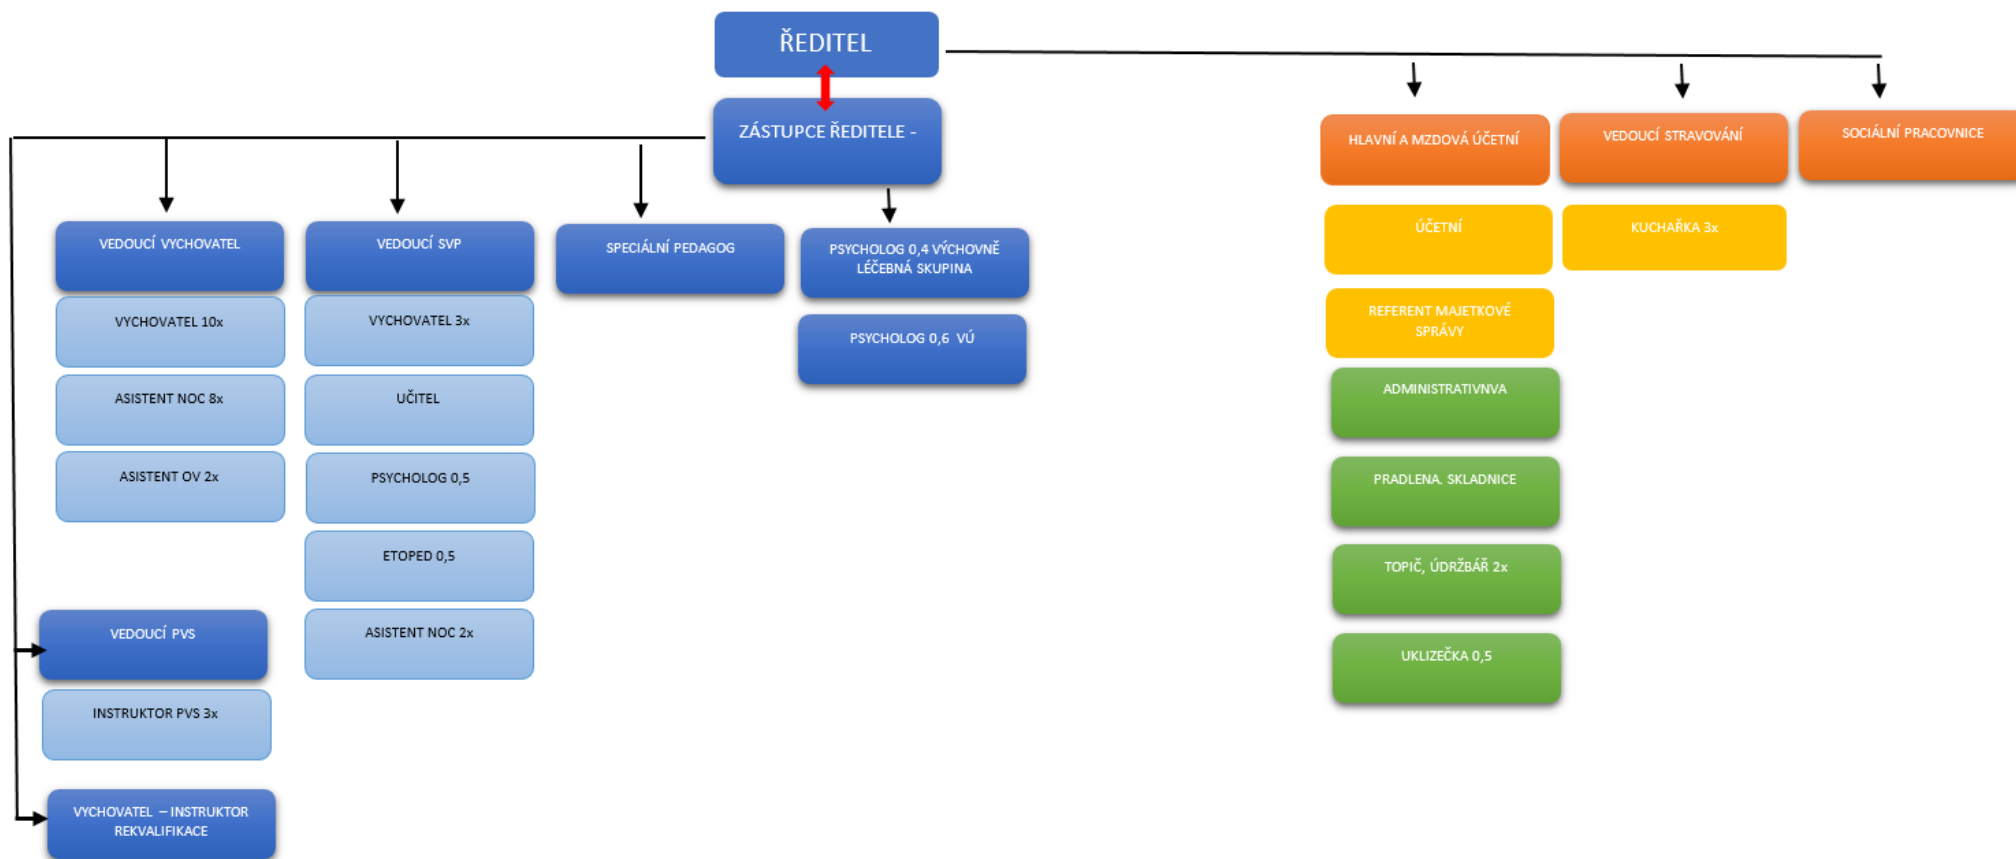 ŘEDITEL
ZÁSTUPCE ŘEDITELE -
HLAVNÍ A MZDOVÁ ÚČETNÍ
VEDOUCÍ STRAVOVÁNÍ
SOCIÁLNÍ PRACOVNICE
VEDOUCÍ VYCHOVATEL
VEDOUCÍ SVP
SPECIÁLNÍ PEDAGOG
PSYCHOLOG 0,4 VÝCHOVNĚ
LÉČEBNÁ SKUPINA
ÚČETNÍ
KUCHAŘKA 3x
VYCHOVATEL 10x
VYCHOVATEL 3x
PSYCHOLOG 0,6 VÚ
REFERENT MAJETKOVÉ
SPRÁVY
ASISTENT NOC 8x
UČITEL
ADMINISTRATIVNVA
ASISTENT OV 2x
PSYCHOLOG 0,5
PRADLENA. SKLADNICE
ETOPED 0,5
TOPIČ, ÚDRŽBÁŘ 2x
VEDOUCÍ PVS
ASISTENT NOC 2x
UKLIZEČKA 0,5
INSTRUKTOR PVS 3x
VYCHOVATEL – INSTRUKTOR
REKVALIFIKACE